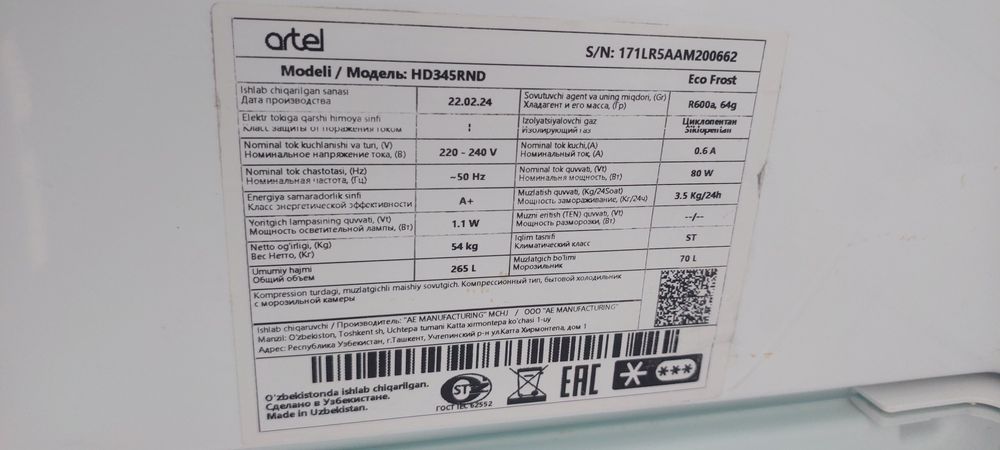 artel
S/N: 171LR5AAM200662
Modeli / Модель: HD345RND
Eco Frost
Ishlab chiqarilgan sanasi
Дата производства
22.02.24
Sovutuvchi agent va uning miqdori, (Gr)
Хладагент и его масса, (Гр)
R600a, 64g
Elektr tokiga qarshi himoya sinfi
Класс защиты от поражения током
I
Izolyatsiyalovchi gaz
Изолирующий газ
Циклопентан
Siklopentan
Nominal tok kuchlanishi va turi, (V)
Номинальное напряжение тока, (В)
220 - 240 V
Nominal tok kuchi,(A)
Номинальный ток, (А)
0.6 A
Nominal tok chastotasi, (Hz)
Номинальная частота, (Гц)
~50 Hz
Nominal tok quvvati, (Vt)
Номинальня мощность, (Вт)
80 W
Energiya samaradorlik sinfi
Класс энергетической эффективности
A+
Muzlatish quvvati, (Kg/24Soat)
Мощность замораживание, (Кг/24ч)
3.5 Kg/24h
Yoritgich lampasining quvvati, (Vt)
Мощность осветительной лампы, (Вт)
1.1 W
Muzni eritish (TEN) quvvati, (Vt)
Мощность разморозки, (Вт)
--/--
Netto og'irligi, (Kg)
Вес Нетто, (Кг)
54 kg
Iqlim tasnifi
Климатический класс
ST
Umumiy hajmi
Общий объем
265 L
Muzlatgich bo'limi
Морозильник
70 L
Kompression turdagi, muzlatgichli maishiy sovutgich. Компрессионный тип, бытовой холодильник
с морозильной камеры
Ishlab chiqaruvchi / Производитель: "AE MANUFACTURING" MCHJ / ООО "AE MANUFACTURING"
Manzil: O'zbekiston, Toshkent sh, Uchtepa tumani Katta xirmontepa ko'chasi 1-uy
Адрес: Республика Узбекистан, г.Ташкент, Учтепинский р-н ул.Катта Хирмонтепа, дом 1
O'zbekistonda ishlab chiqarilgan.
Сделано в Узбекистане.
Made in Uzbekistan.
ST
ГОСТ IEC 62552
EAC